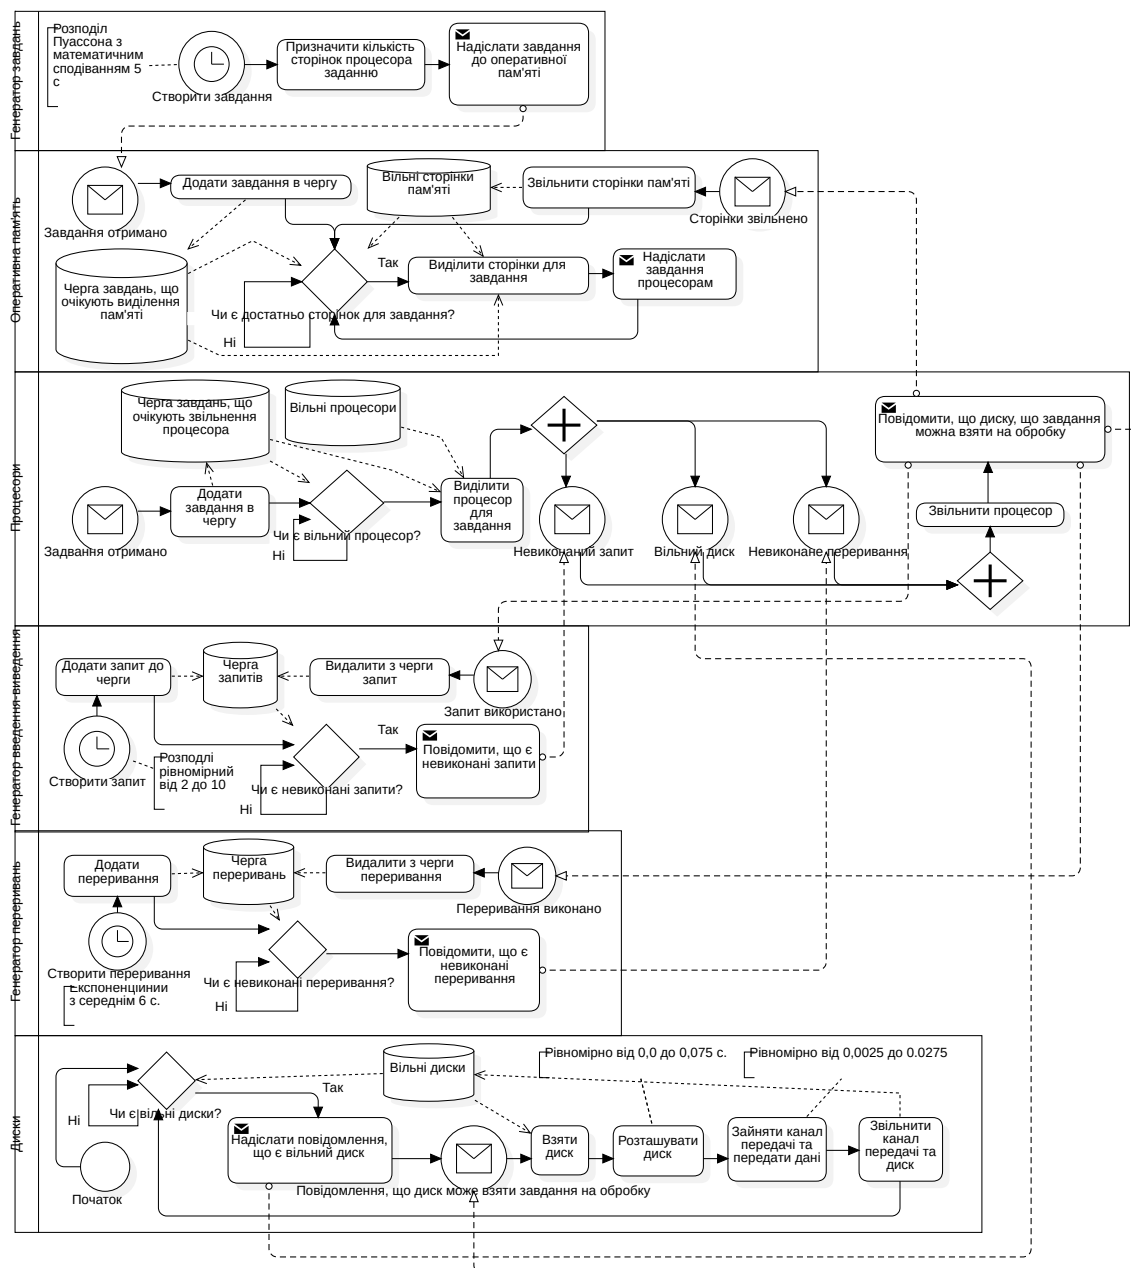 Генератор завдань
Розподіл
Пуассона з
математичним
сподіванням 5
с
Створити завдання
Призначити кількість
сторінок процесора
заданню
Надіслати завдання
до оперативної
пам'яті
Оперативна пам'ять
Завдання отримано
Додати завдання в чергу
Вільні сторінки
пам'яті
Звільнити сторінки пам'яті
Сторінки звільнено
Черга завдань, що
очікують виділення
пам'яті
Чи є достатньо сторінок для завдання?
Так
Ні
Виділити сторінки для
завдання
Надіслати
завдання
процесорам
Процесори
Черга завдань, що
очікують звільнення
процесора
Вільні процесори
Задвання отримано
Додати
завдання в
чергу
Чи є вільний процесор?
Ні
Виділити
процесор
для
завдання
Невиконаний запит
Вільний диск
Невиконане переривання
Повідомити, що диску, що завдання
можна взяти на обробку
Звільнити процесор
Генератор введення-виведення
Додати запит до
черги
Черга
запитів
Видалити з черги
запит
Запит використано
Створити запит
Розподлі
рівномірний
від 2 до 10
Чи є невиконані запити?
Так
Ні
Повідомити, що є
невиконані запити
Генератор переривань
Додати
переривання
Черга
переривань
Видалити з черги
переривання
Переривання виконано
Створити переривання
Експоненційний
з середнім 6 с.
Чи є невиконані переривання?
Ні
Повідомити, що є
невиконані
переривання
Диски
Початок
Чи є вільні диски?
Так
Ні
Вільні диски
Надіслати повідомлення,
що є вільний диск
Повідомлення, що диск може взяти завдання на обробку
Взяти
диск
Рівномірно від 0,0 до 0,075 с.
Розташувати
диск
Рівномірно від 0,0025 до 0.0275
Зайняти канал
передачі та
передати дані
Звільнити
канал
передачі та
диск